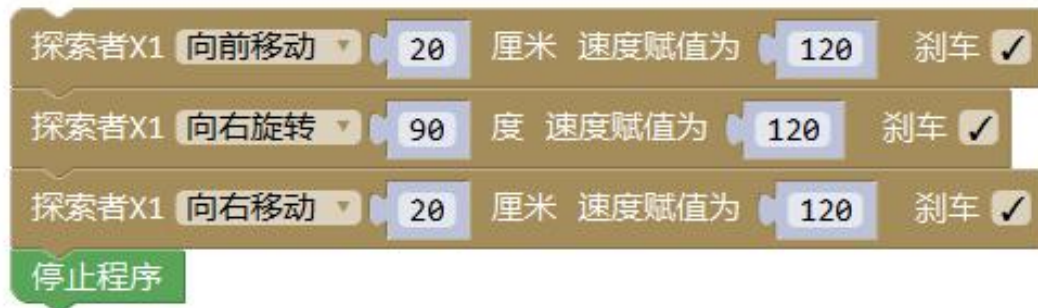 探索者X1 向前移动 20 厘米 速度赋值为 120 刹车
探索者X1 向右旋转 90 度 速度赋值为 120 刹车
探索者X1 向右移动 20 厘米 速度赋值为 120 刹车
停止程序